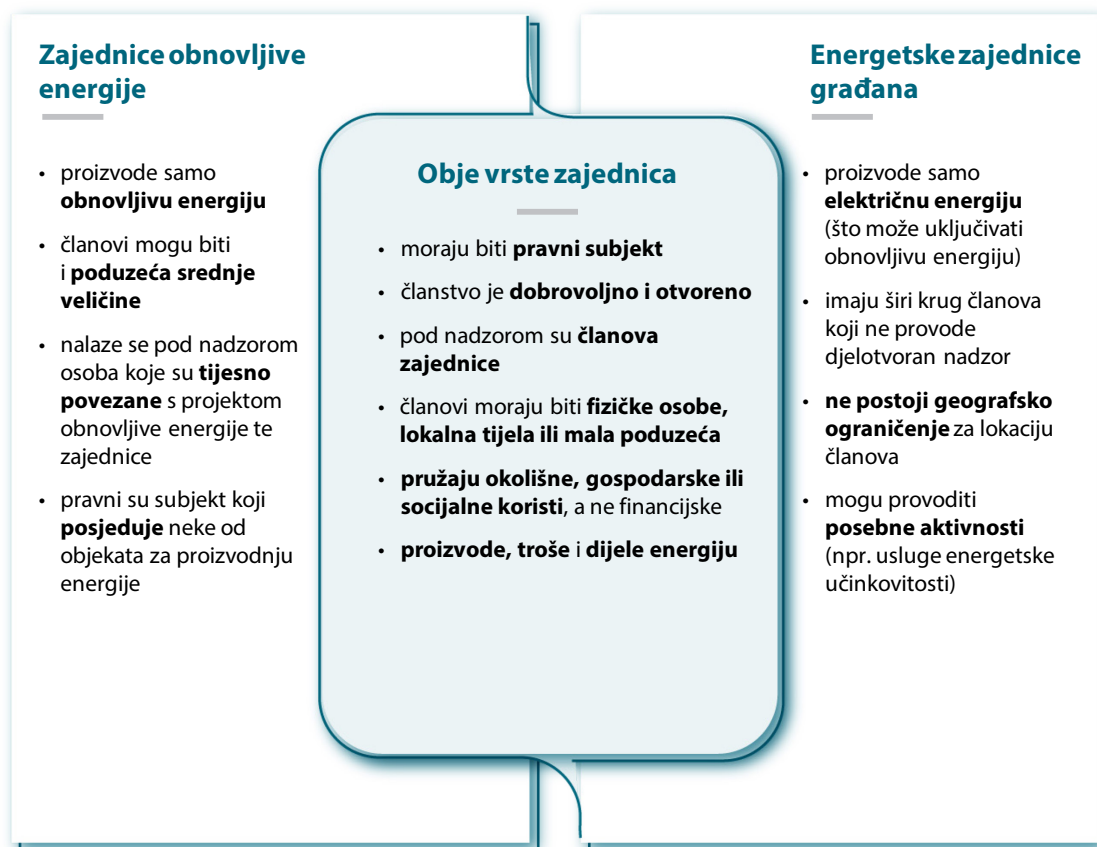 Zajednice obnovljive
energije
• proizvode samo
obnovljivu energiju
• članovi mogu biti
i poduzeća srednje
veličine
• nalaze se pod nadzorom
osoba koje su tijesno
povezane s projektom
obnovljive energije te
zajednice
• pravni su subjekt koji
posjeduje neke od
objekata za proizvodnju
energije
Obje vrste zajednica
• moraju biti pravni subjekt
• članstvo je dobrovoljno i otvoreno
• pod nadzorom su članova
zajednice
• članovi moraju biti fizičke osobe,
lokalna tijela ili mala poduzeća
• pružaju okolišne, gospodarske ili
socijalne koristi, a ne financijske
• proizvode, troše i dijele energiju
Energetske zajednice
građana
• proizvode samo
električnu energiju
(što može uključivati
obnovljivu energiju)
• imaju širi krug članova
koji ne provode
djelotvoran nadzor
• ne postoji geografsko
ograničenje za lokaciju
članova
• mogu provoditi
posebne aktivnosti
(npr. usluge energetske
učinkovitosti)